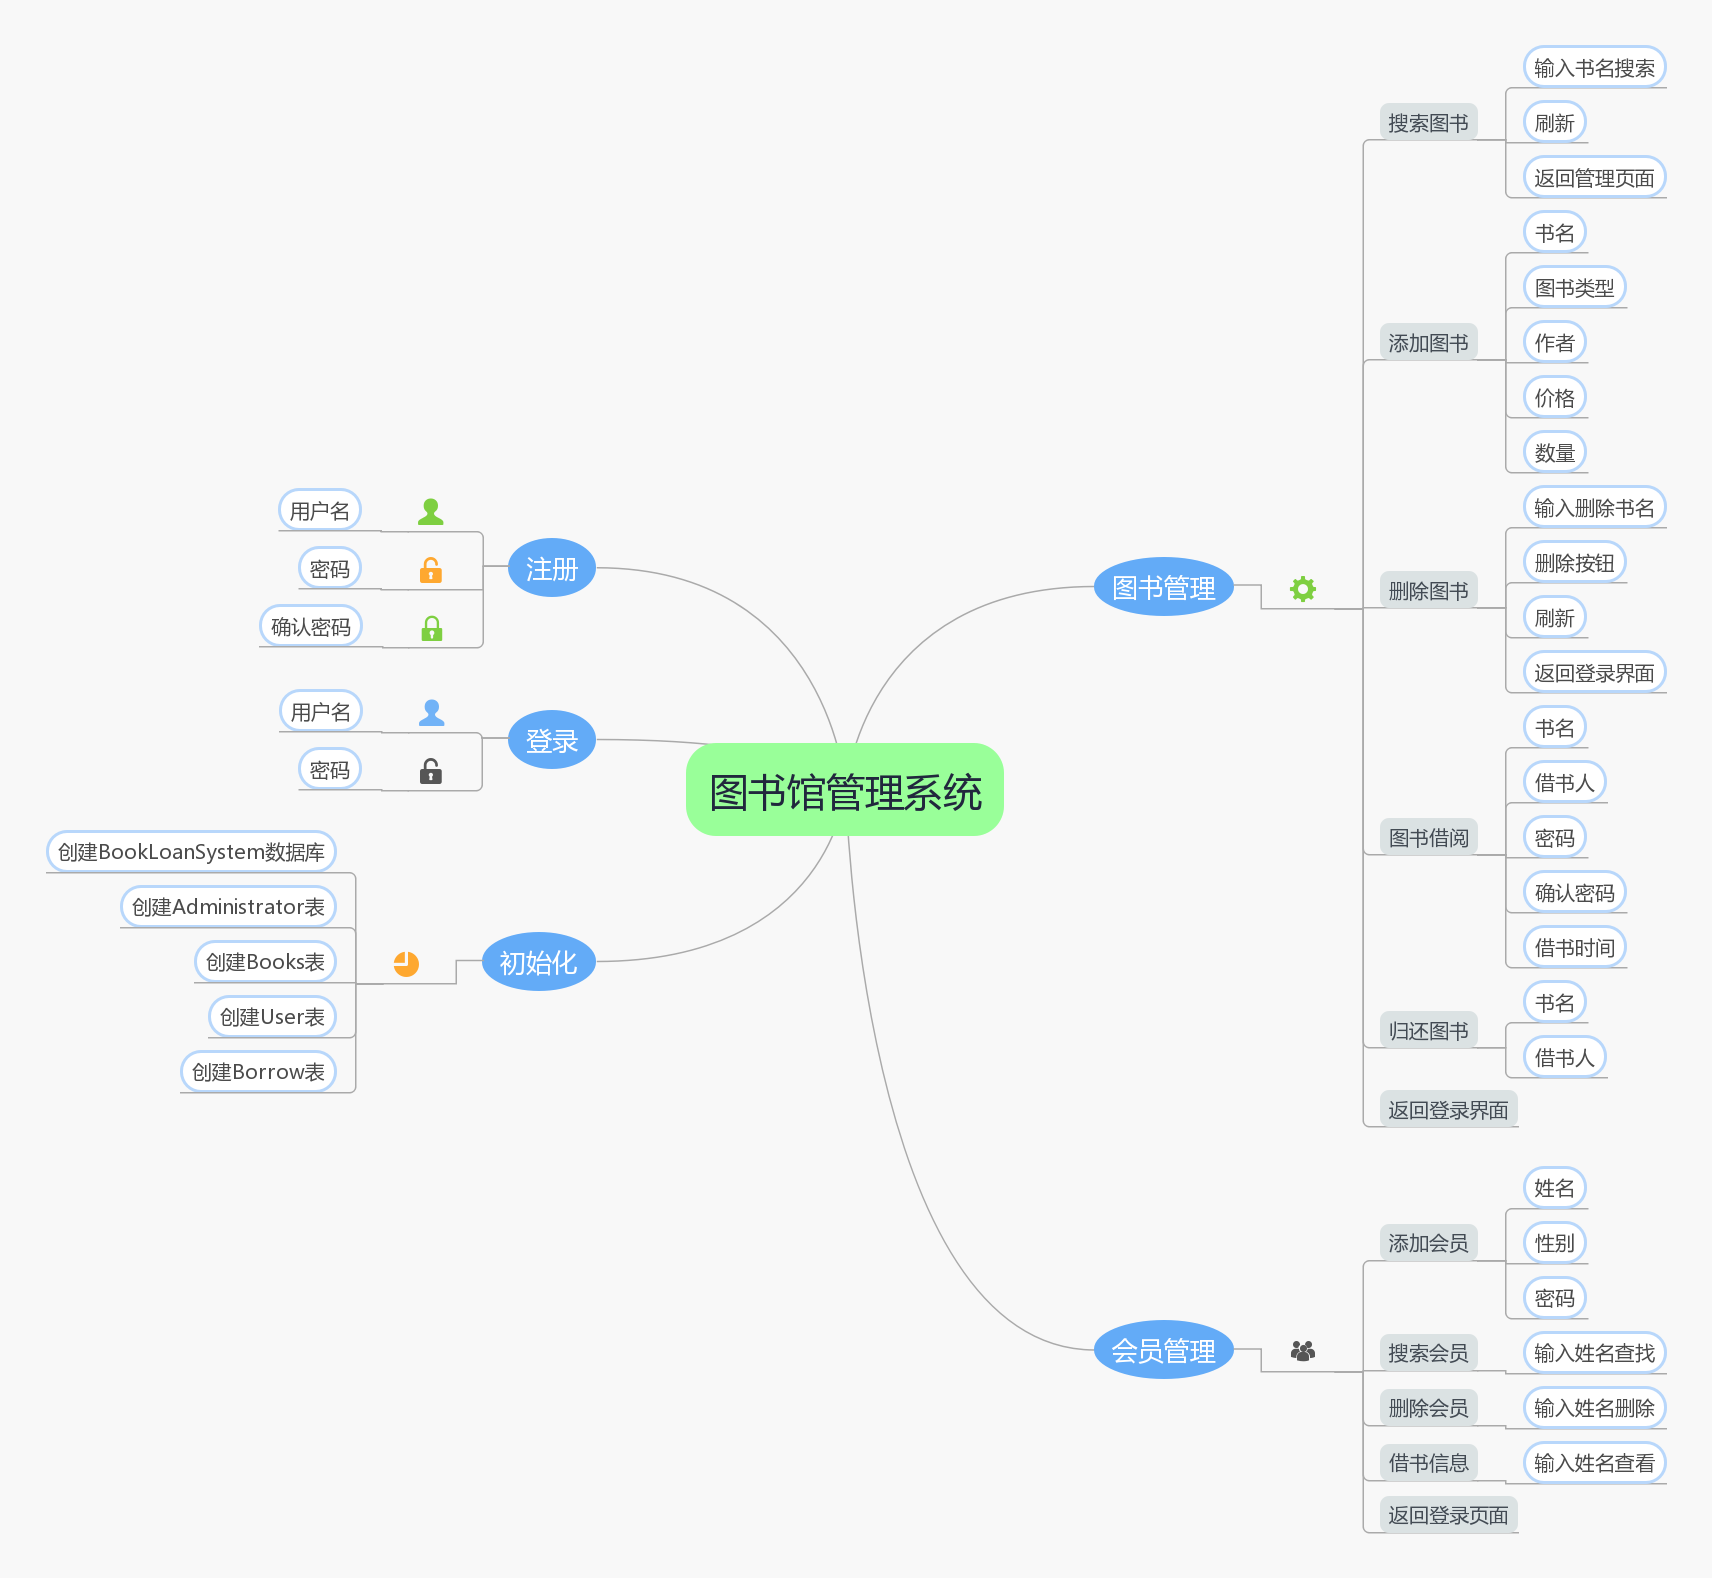 图书馆管理系统
注册
用户名
密码
确认密码
登录
用户名
密码
初始化
创建BookLoanSystem数据库
创建Administrator表
创建Books表
创建User表
创建Borrow表
图书管理
搜索图书
输入书名搜索
刷新
返回管理页面
添加图书
书名
图书类型
作者
价格
数量
删除图书
输入删除书名
删除按钮
刷新
返回登录界面
图书借阅
书名
借书人
密码
确认密码
借书时间
归还图书
书名
借书人
返回登录界面
会员管理
添加会员
姓名
性别
密码
搜索会员
输入姓名查找
删除会员
输入姓名删除
借书信息
输入姓名查看
返回登录页面